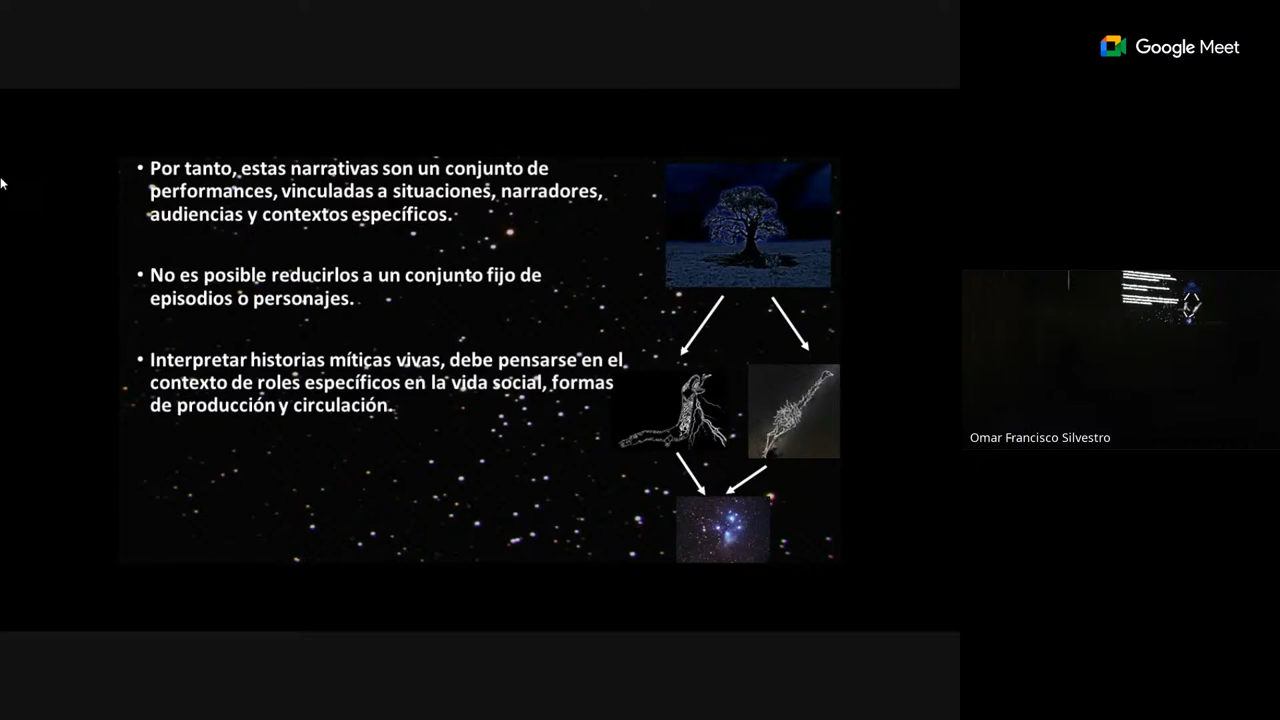 Google Meet
• Por tanto, estas narrativas son un conjunto de
performances, vinculadas a situaciones, narradores,
audiencias y contextos específicos.
• No es posible reducirlos a un conjunto fijo de
episodios o personajes.
• Interpretar historias míticas vivas, debe pensarse en el
contexto de roles específicos en la vida social, formas
de producción y circulación.
Omar Francisco Silvestro